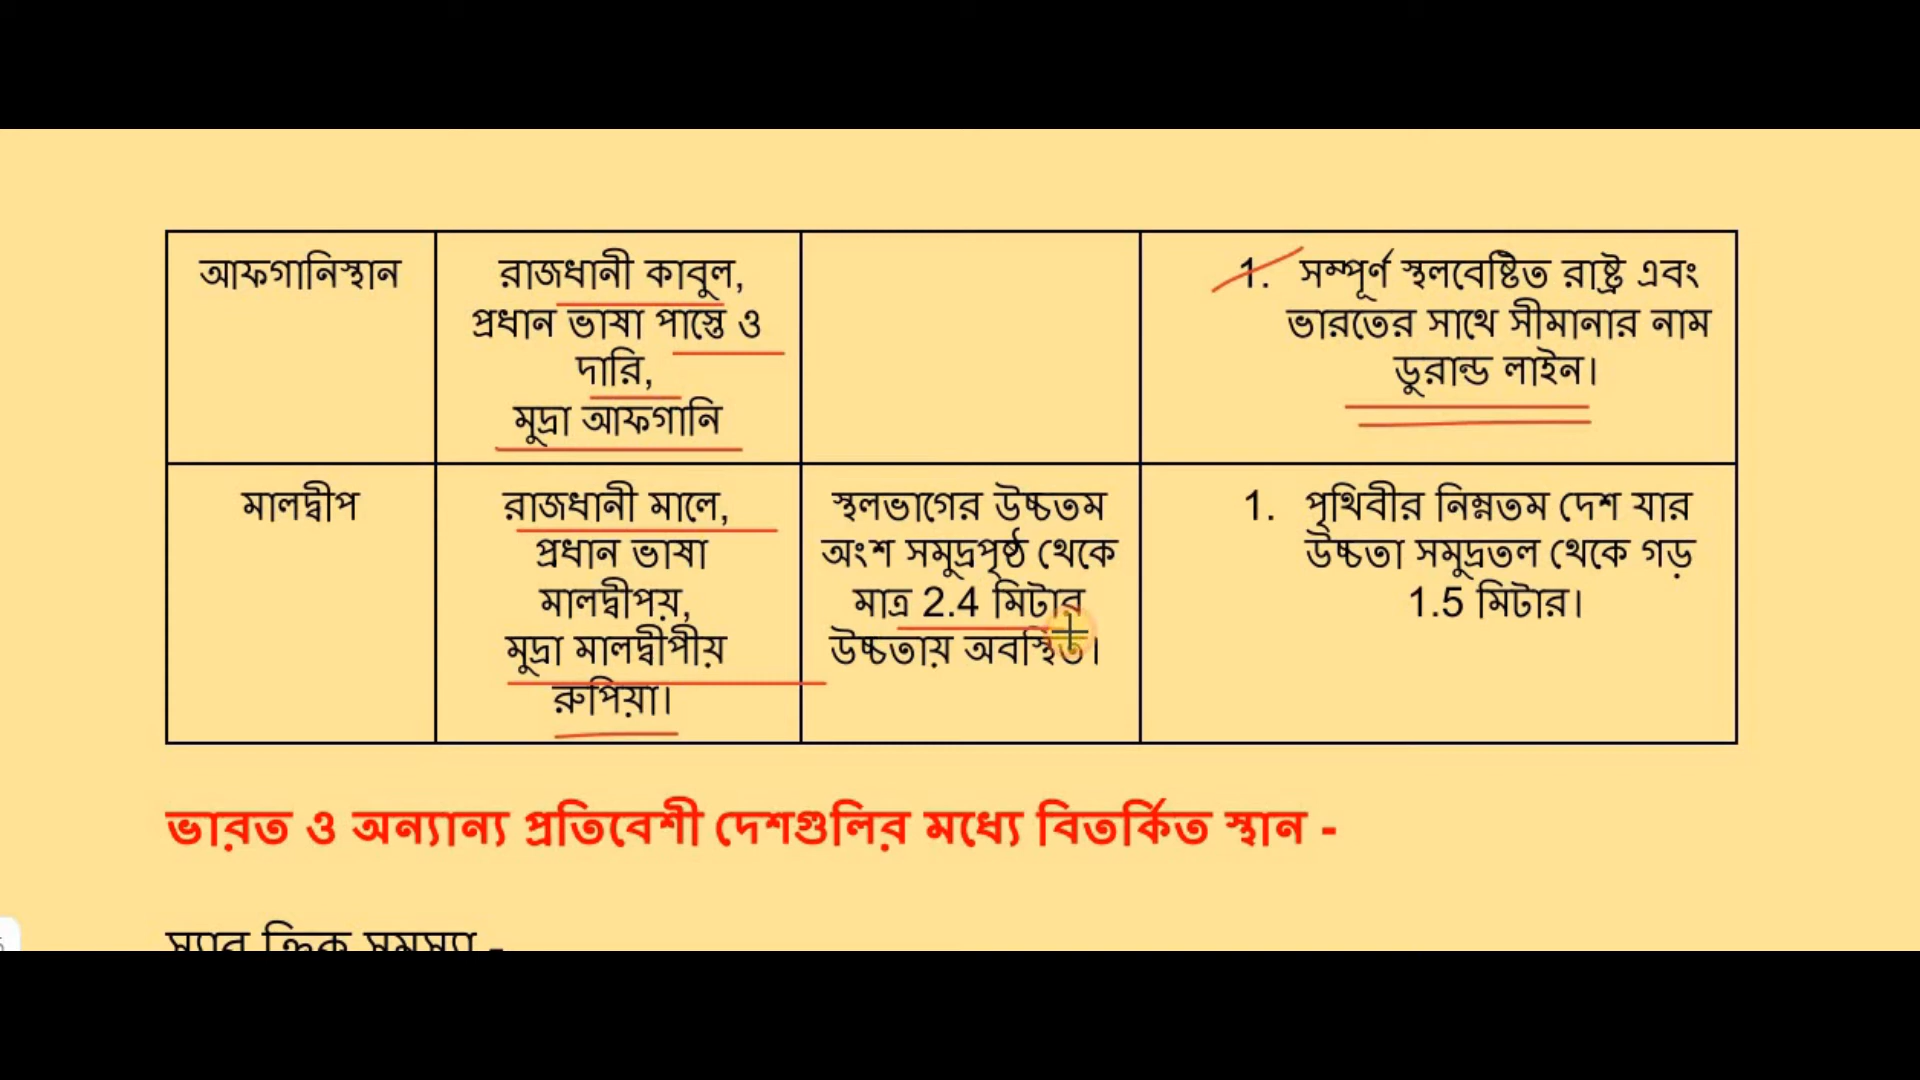 আফগানিস্থান
রাজধানী কাবুল,
প্রধান ভাষা পাস্তে ও
দারি,
মুদ্রা আফগানি
1. সম্পূর্ণ স্থলবেষ্টিত রাষ্ট্র এবং
ভারতের সাথে সীমানার নাম
ডুরান্ড লাইন।
মালদ্বীপ
রাজধানী মালে,
প্রধান ভাষা
মালদ্বীপয়,
মুদ্রা মালদ্বীপীয়
রুপিয়া।
স্থলভাগের উচ্চতম
অংশ সমুদ্রপৃষ্ঠ থেকে
মাত্র 2.4 মিটার
উচ্চতায় অবস্থিত।
1. পৃথিবীর নিম্নতম দেশ যার
উচ্চতা সমুদ্রতল থেকে গড়
1.5 মিটার।
ভারত ও অন্যান্য প্রতিবেশী দেশগুলির মধ্যে বিতর্কিত স্থান -
স্যার ক্রিক সমস্যা -